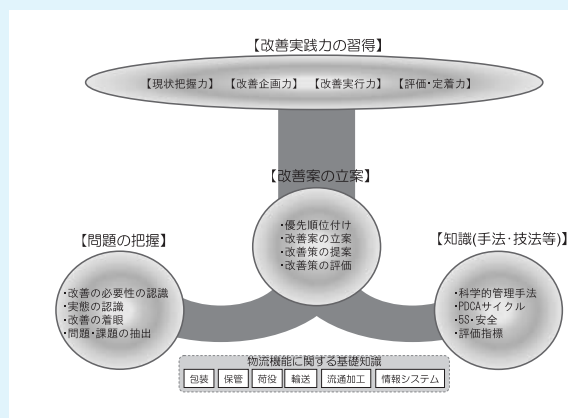 【改善実践力の習得】
【現状把握力】 【改善企画力】 【改善実行力】 【評価・定着力】
【改善案の立案】
・優先順位付け
・改善案の立案
・改善策の提案
・改善策の評価
【問題の把握】
・改善の必要性の認識
・実態の認識
・改善の着眼
・問題・課題の抽出
【知識(手法・技法等)】
・科学的管理手法
・PDCAサイクル
・5S・安全
・評価指標
物流機能に関する基礎知識
包装 保管 荷役 輸送 流通加工 情報システム